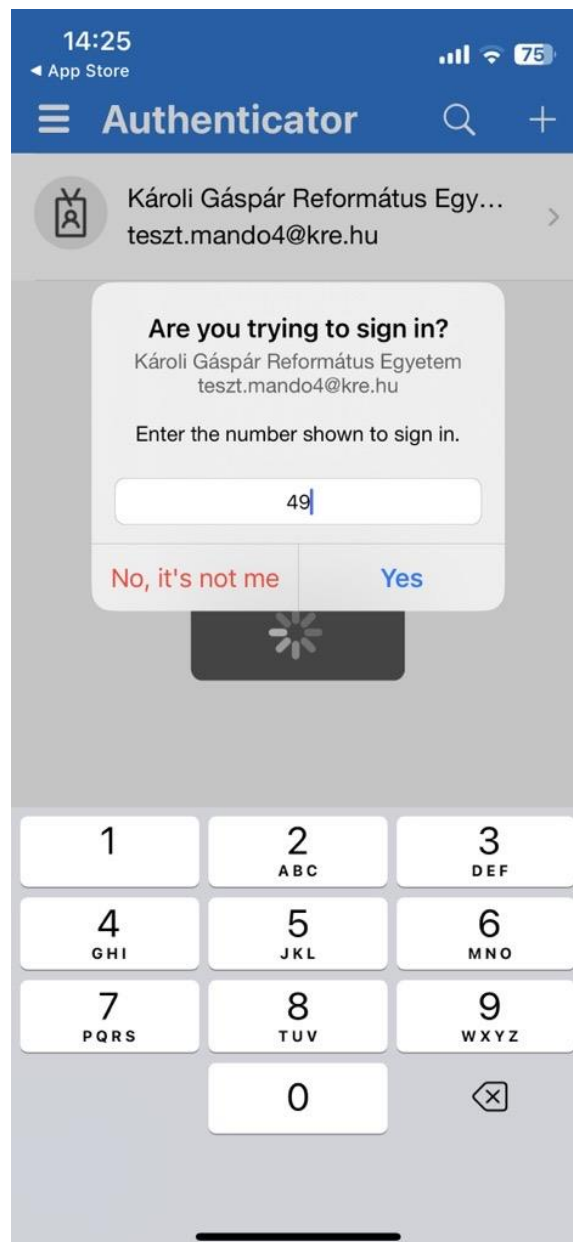 14:25
75
◀ App Store
Authenticator
Károli Gáspár Református Egy...
teszt.mando4@kre.hu
Are you trying to sign in?
Károli Gáspár Református Egyetem
teszt.mando4@kre.hu
Enter the number shown to sign in.
49
No, it's not me
Yes
1
2
ABC
3
DEF
4
GHI
5
JKL
6
MNO
7
PQRS
8
TUV
9
WXYZ
0